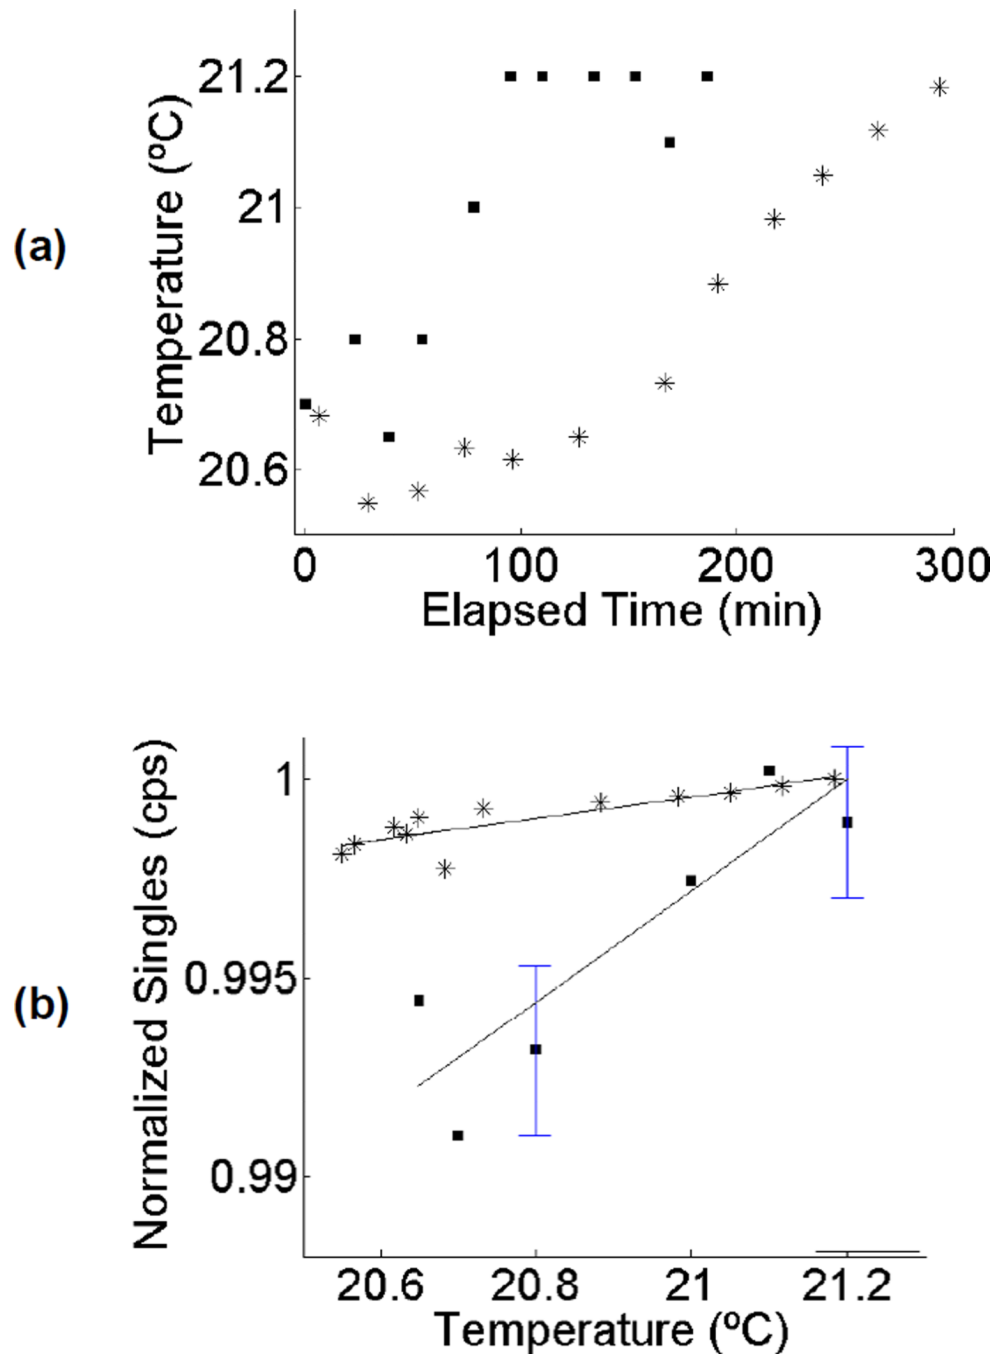 (a)
Temperature (ºC)
21.2
21
20.8
20.6
0 100 200 300
Elapsed Time (min)
(b)
Normalized Singles (cps)
1
0.995
0.99
20.6 20.8 21 21.2
Temperature (ºC)